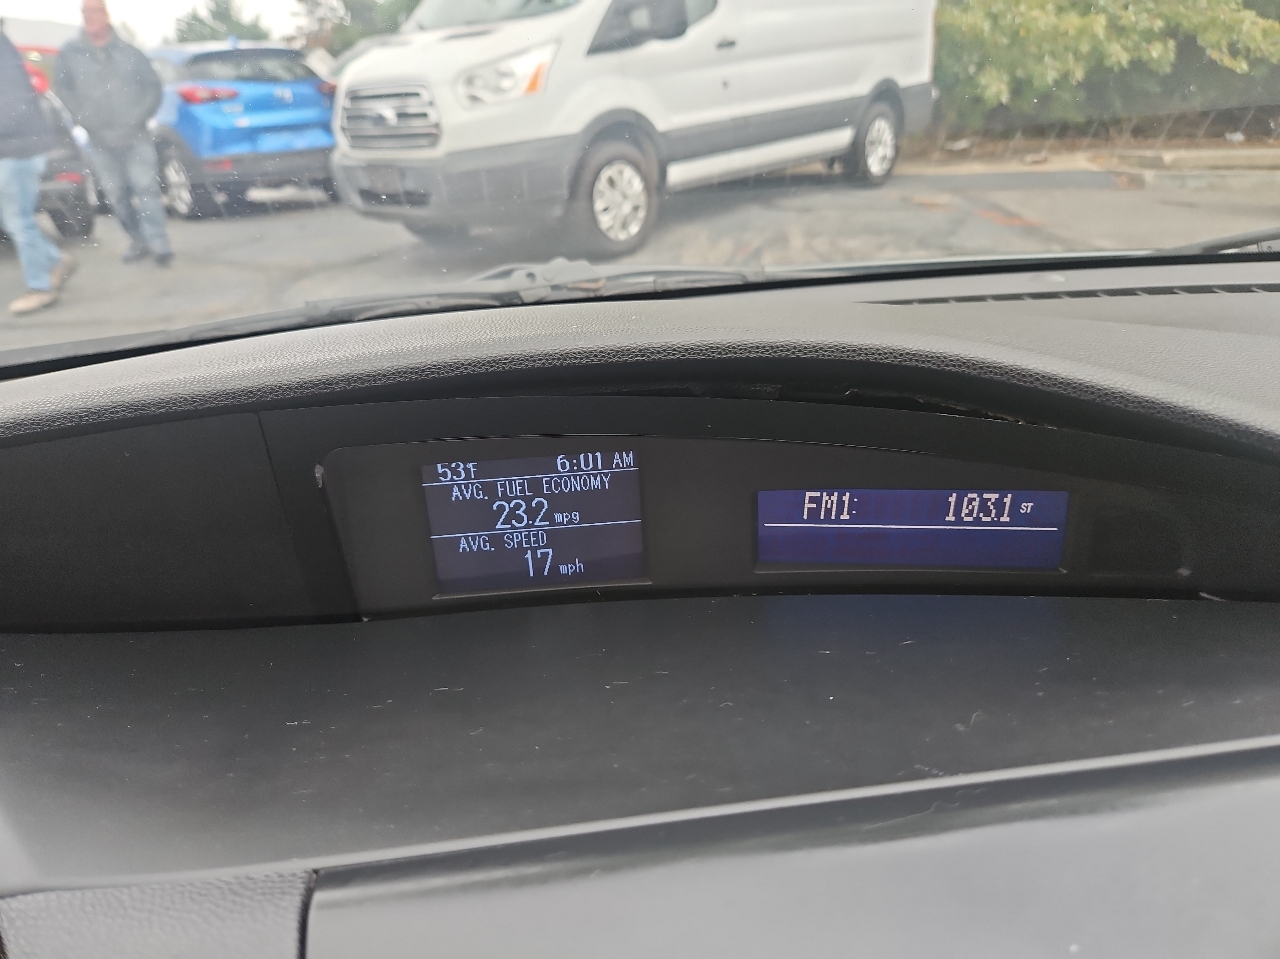 53°F 6:01 AM
AVG. FUEL ECONOMY
23.2 mpg
AVG. SPEED
17 mph
FM1: 103.1 ST